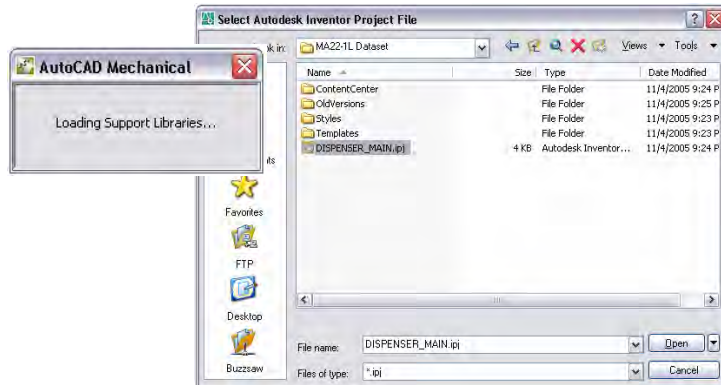 Select Autodesk Inventor Project File
k in:
MA22-1L Dataset
Views
Tools
AutoCAD Mechanical
Loading Support Libraries...
Name
Size
Type
Date Modified
ContentCenter
File Folder
11/4/2005 9:24 P
OldVersions
File Folder
11/4/2005 9:25 P
Styles
File Folder
11/4/2005 9:23 P
Templates
File Folder
11/4/2005 9:23 P
DISPENSER_MAIN.ipj
4 KB
Autodesk Inventor...
11/4/2005 9:24 P
ts
Favorites
FTP
Desktop
Buzzsaw
File name:
DISPENSER_MAIN.ipj
Open
Files of type:
*.ipj
Cancel